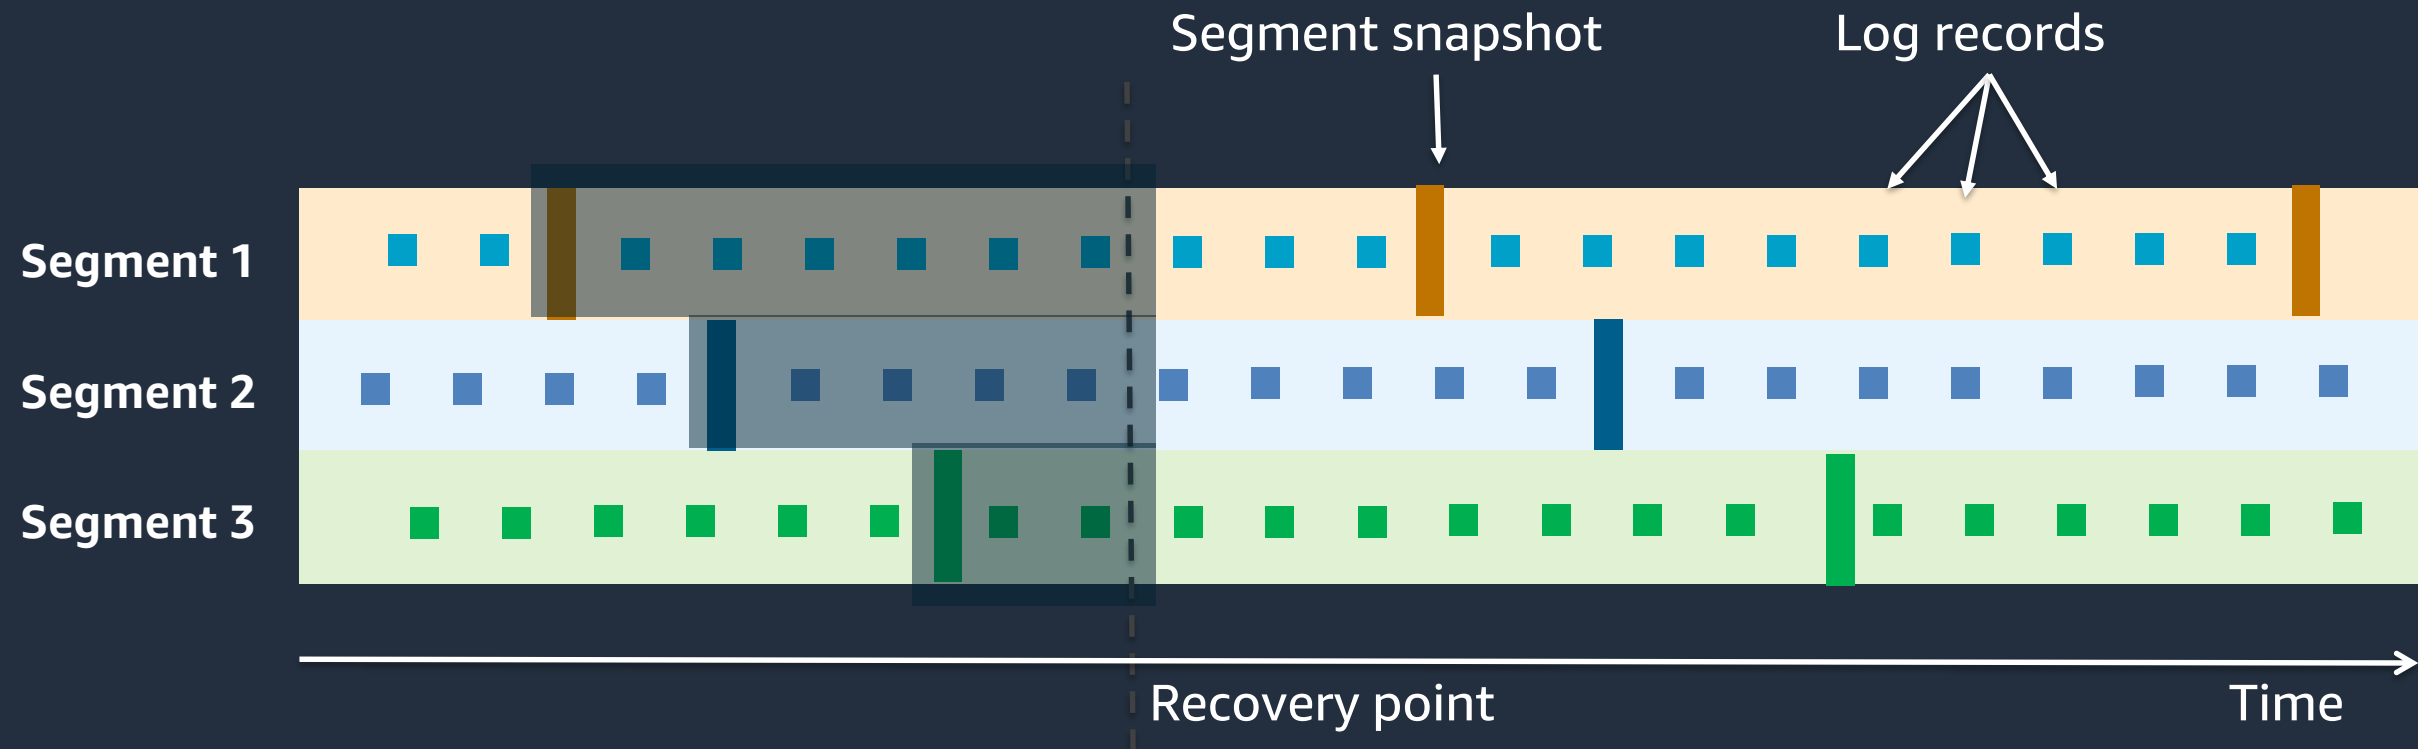 Segment snapshot
Log records
Segment 1
Segment 2
Segment 3
Recovery point
Time